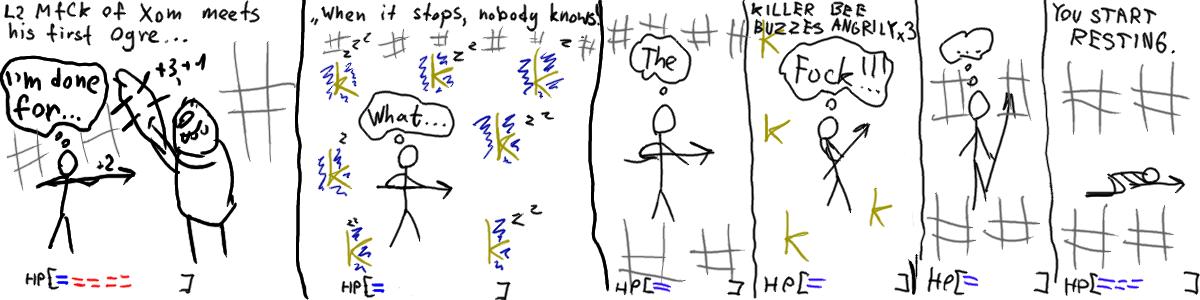 L2 MfCK of Xom meets
his first Ogre...
I'm done
for...
+3,+1
+2
HP[= ====  ]
„When it stops, nobody knows.
z z z
z z z
z
What...
z z
z
z z
z z
k k k k k k k
HP[= ]
The
HP[= ]
KILLER BEE
BUZZES ANGRILY x3
Fuck !!!
...
k k k k
HP[= ]
...
HP[= ]
YOU START
RESTING.
HP[=== ]